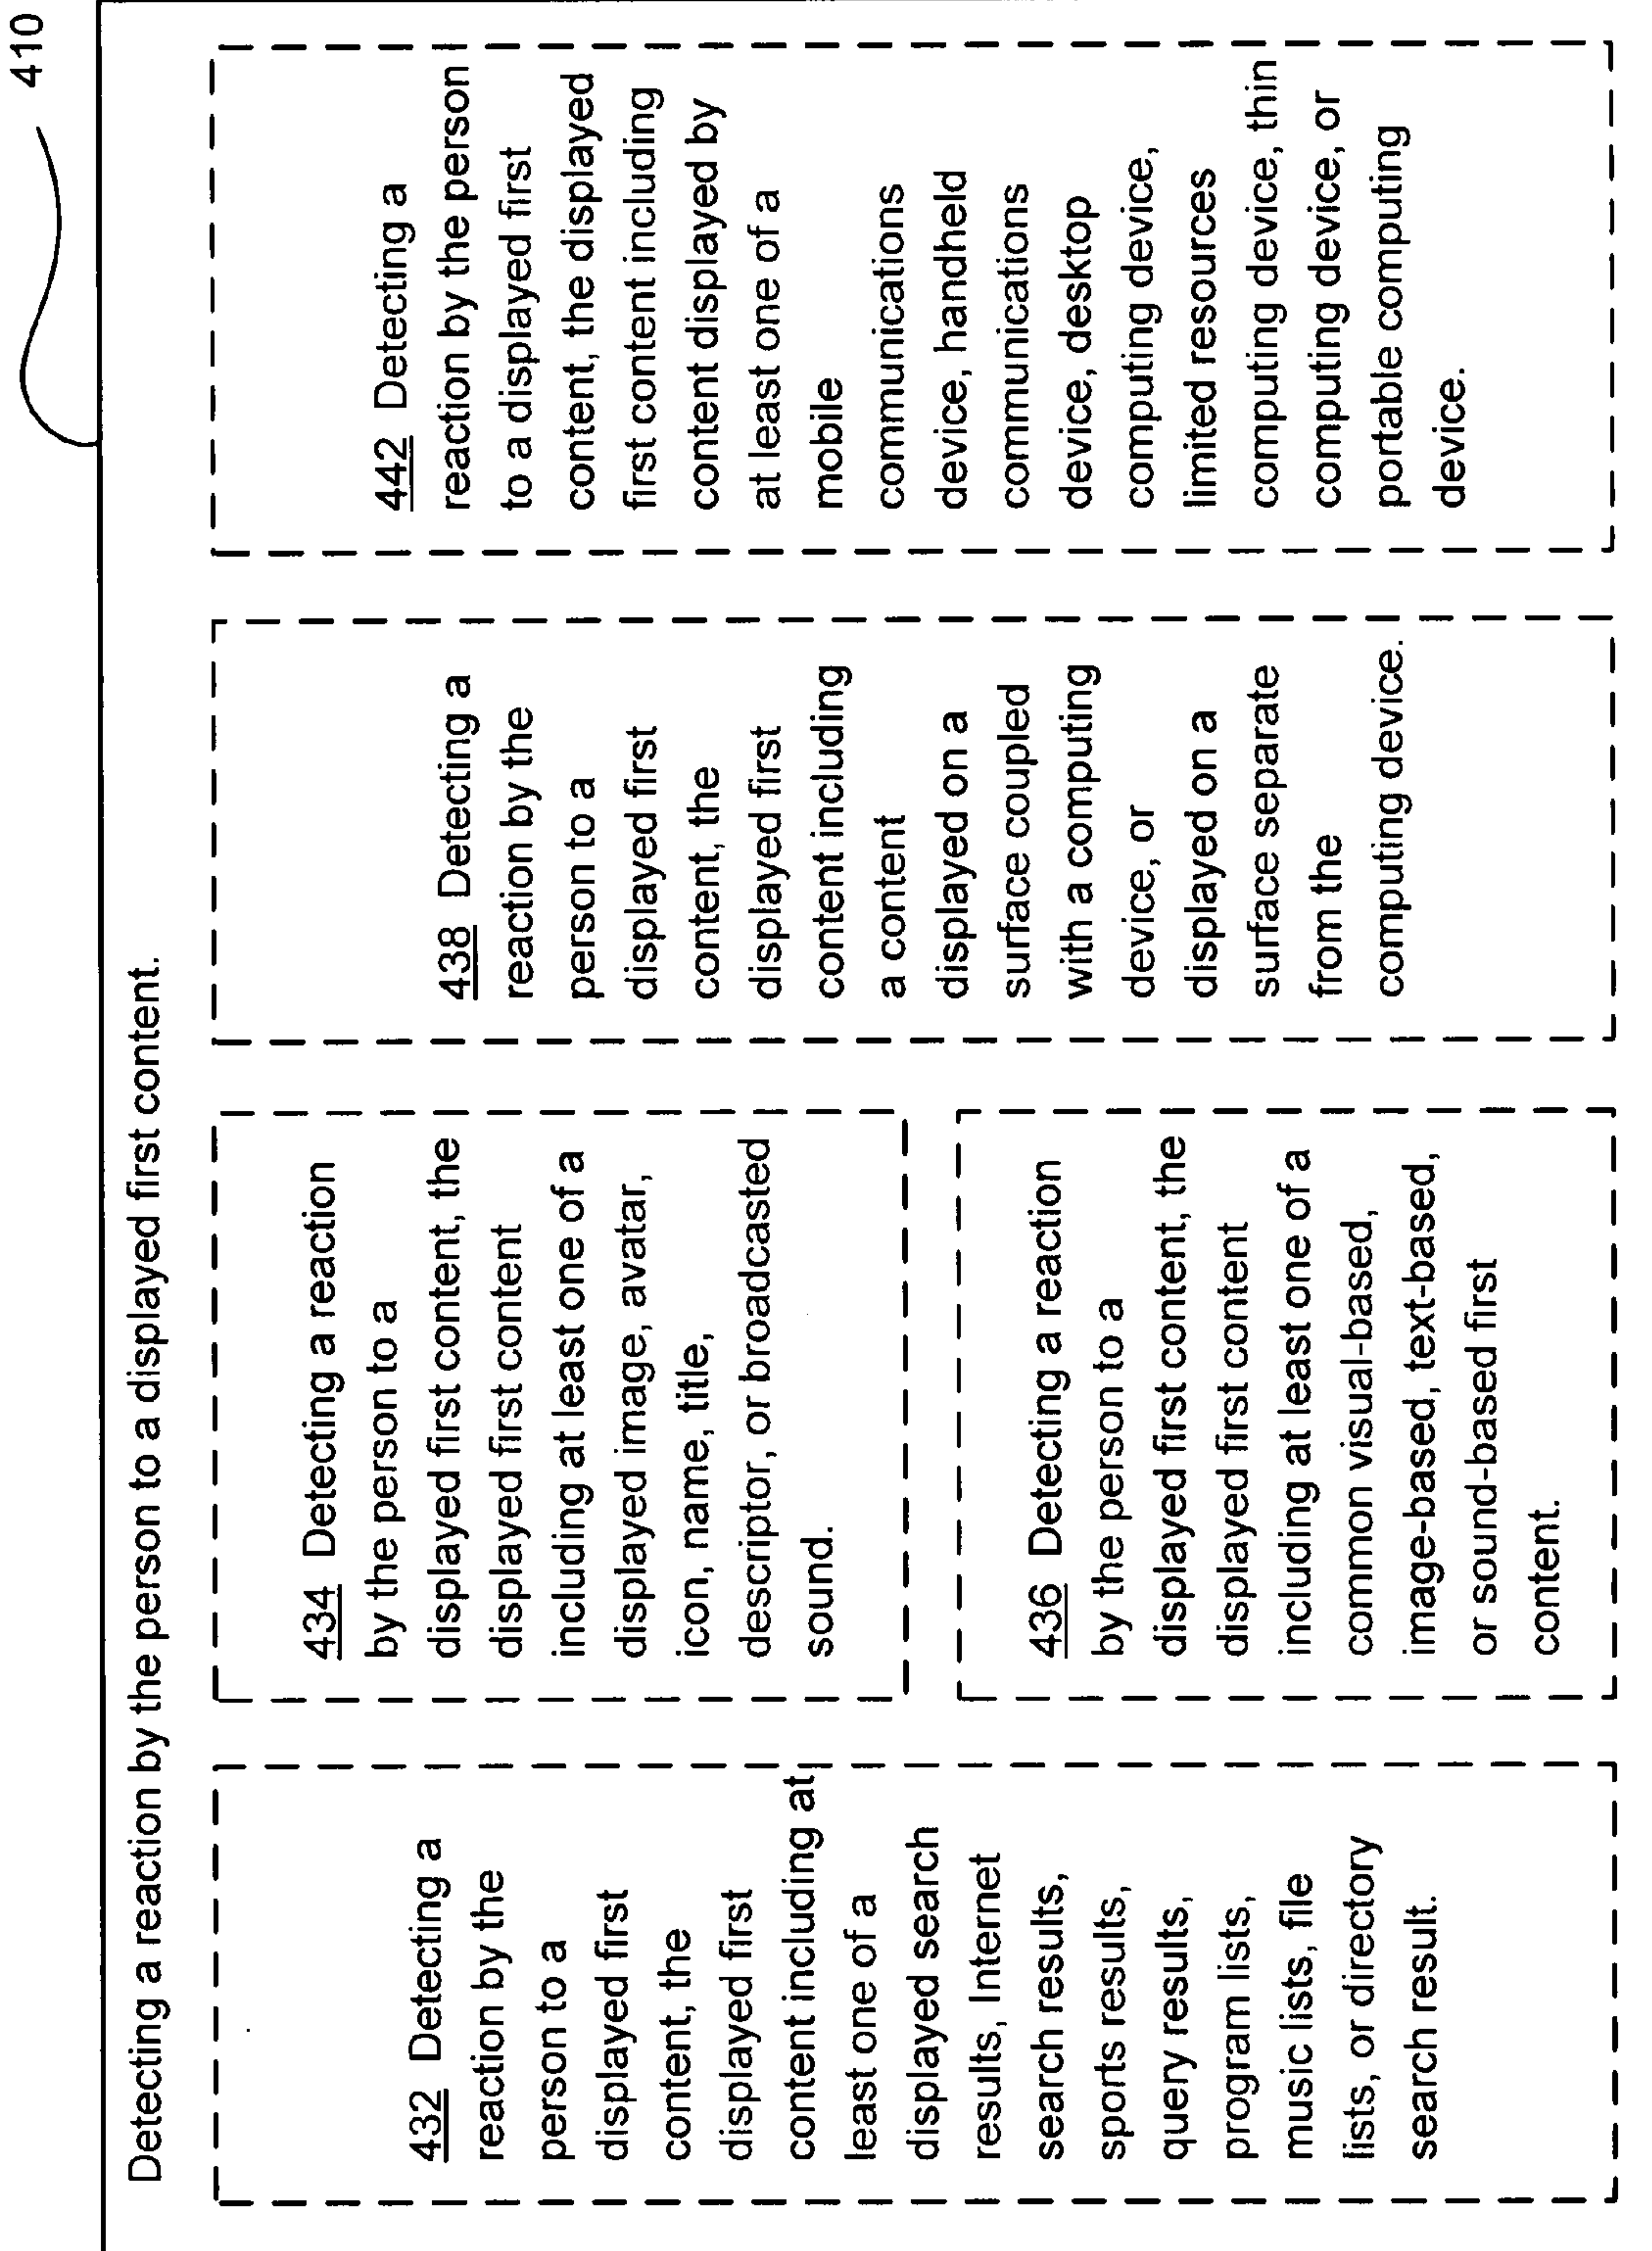 410
Detecting a reaction by the person to a displayed first content.
432 Detecting a
reaction by the
person to a
displayed first
content, the
displayed first
content including at
least one of a
displayed search
results, Internet
search results,
sports results,
query results,
program lists,
music lists, file
lists, or directory
search result.
434 Detecting a reaction
by the person to a
displayed first content, the
displayed first content
including at least one of a
displayed image, avatar,
icon, name, title,
descriptor, or broadcasted
sound.
436 Detecting a reaction
by the person to a
displayed first content, the
displayed first content
including at least one of a
common visual-based,
image-based, text-based,
or sound-based first
content.
438 Detecting a
reaction by the
person to a
displayed first
content, the
displayed first
content including
a content
displayed on a
surface coupled
with a computing
device, or
displayed on a
surface separate
from the
computing device.
442 Detecting a
reaction by the person
to a displayed first
content, the displayed
first content including
content displayed by
at least one of a
mobile
communications
device, handheld
communications
device, desktop
computing device,
limited resources
computing device, thin
computing device, or
portable computing
device.